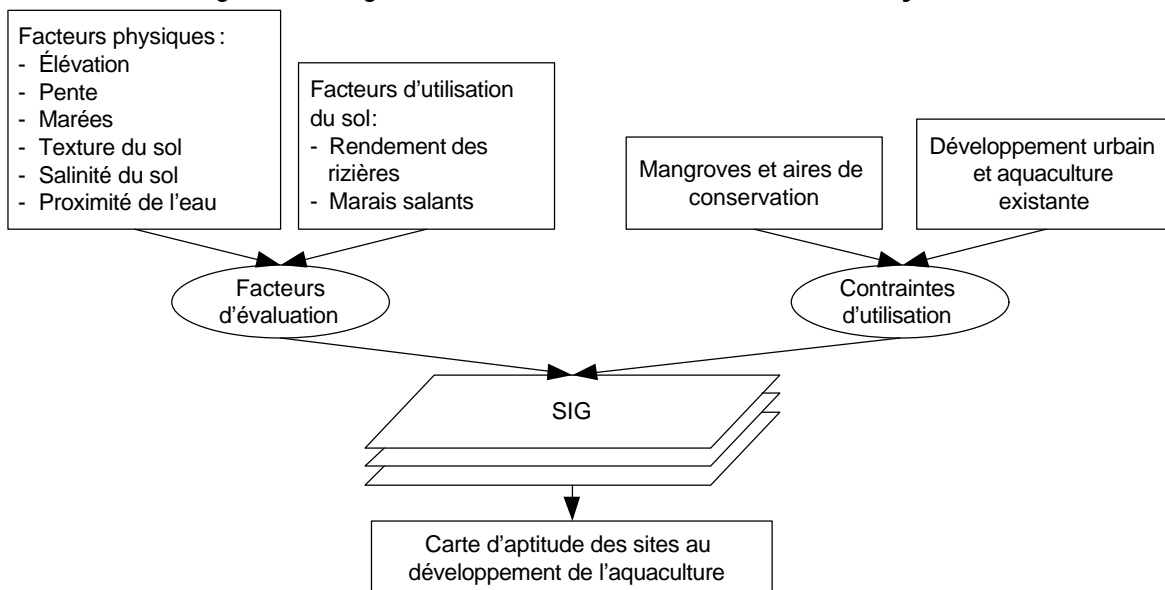 Facteurs physiques :
- Élévation
- Pente
- Marées
- Texture du sol
- Salinité du sol
- Proximité de l'eau
Facteurs d'utilisation
du sol:
- Rendement des
rizières
- Marais salants
Mangroves et aires de
conservation
Développement urbain
et aquaculture
existante
Facteurs
d'évaluation
Contraintes
d'utilisation
SIG
Carte d'aptitude des sites au
développement de l'aquaculture